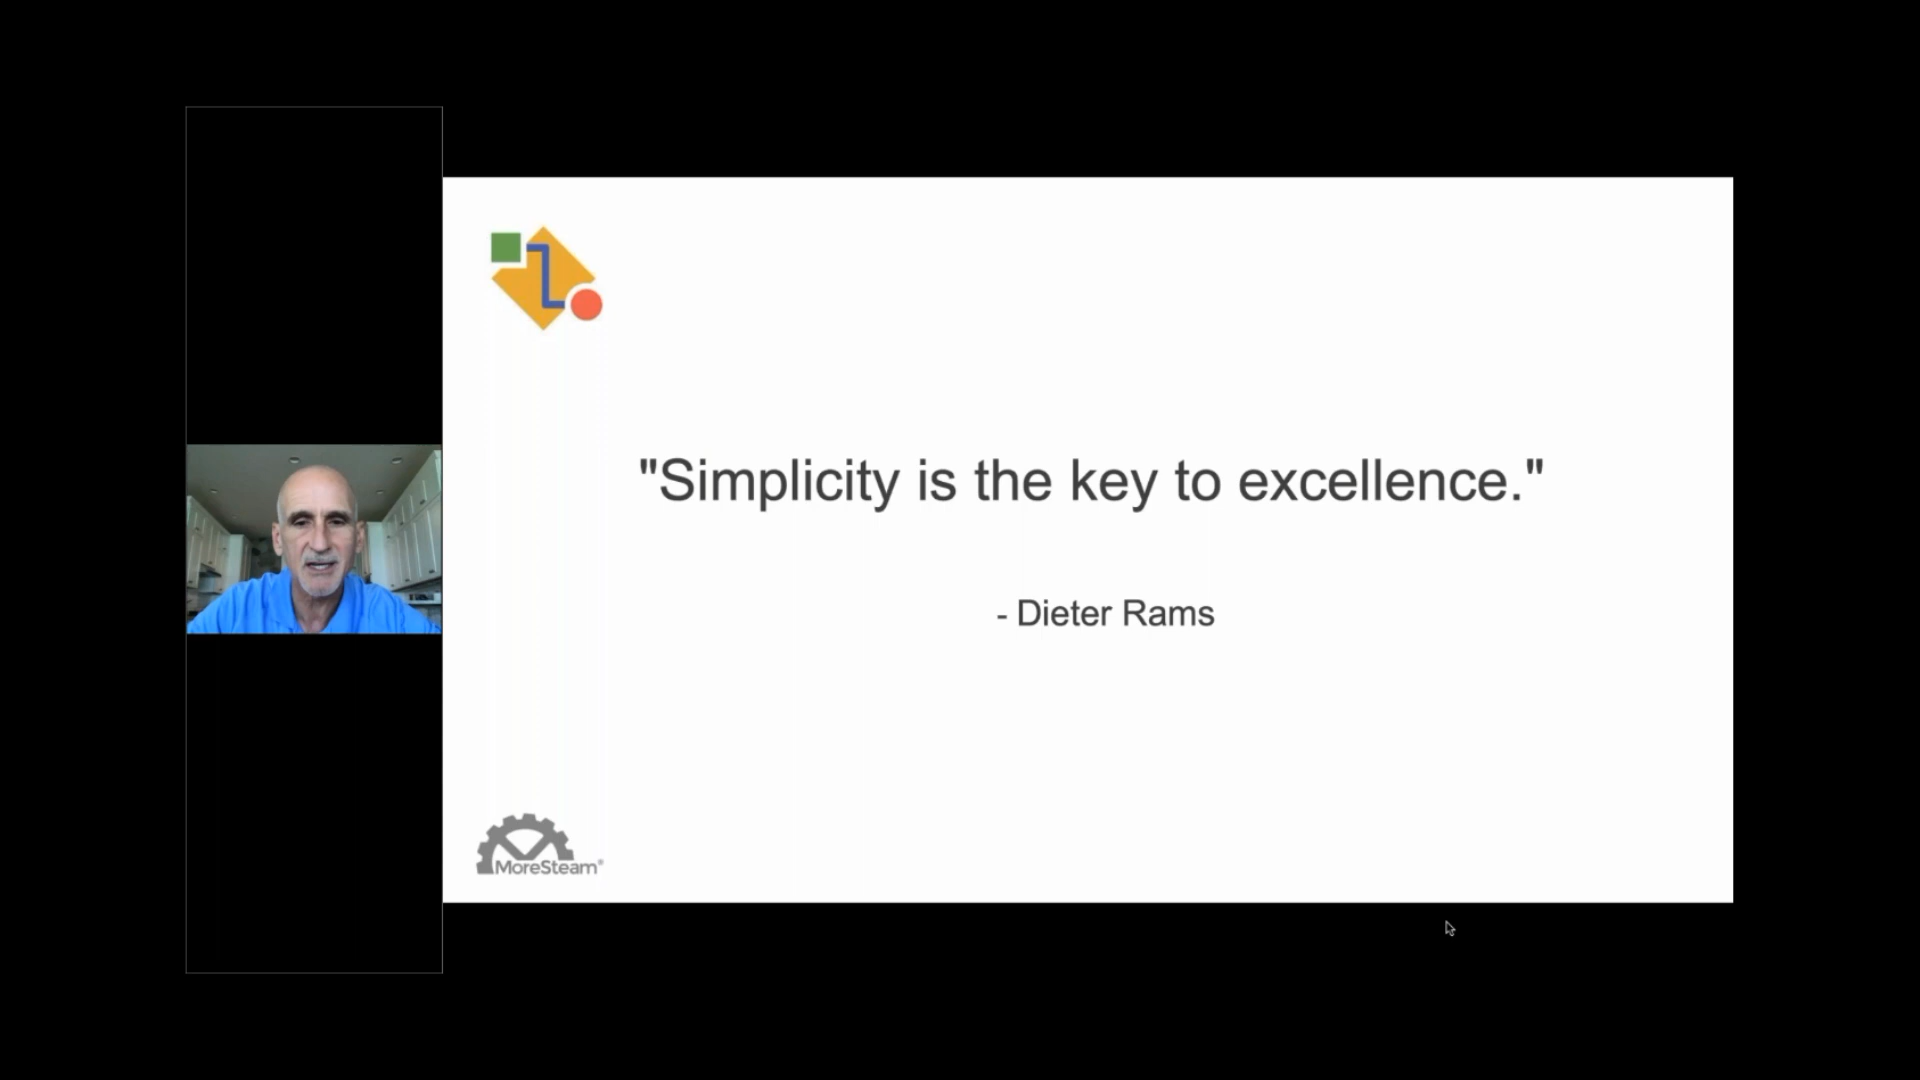 "Simplicity is the key to excellence."
- Dieter Rams
MoreSteam®